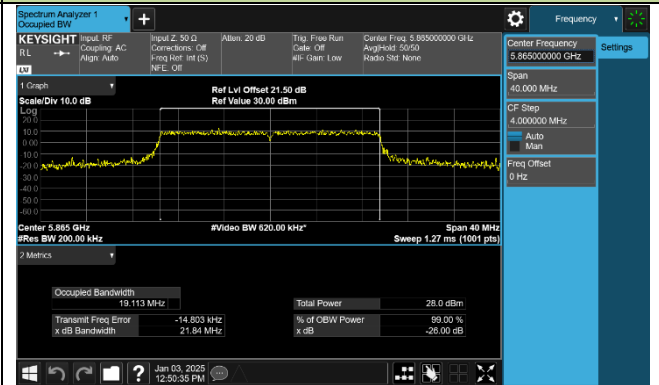 Spectrum Analyzer 1
Occupied BW
Frequency
KEYSIGHT
RL
LXI
Input: RF
Coupling: AC
Align: Auto
Input Z: 50 Ω
Corrections: Off
Freq Ref: Int (S)
NFE: Off
Atten: 20 dB
Trig: Free Run
Gate: Off
#IF Gain: Low
Center Freq: 5.865000000 GHz
Avg|Hold: 50/50
Radio Std: None
Center Frequency
5.865000000 GHz
Settings
Span
40.000 MHz
CF Step
4.000000 MHz
Auto
Man
Freq Offset
0 Hz
1 Graph
Scale/Div 10.0 dB
Ref Lvl Offset 21.50 dB
Ref Value 30.00 dBm
Log
20.0
10.0
0.00
-10.0
-20.0
-30.0
-40.0
-50.0
-60.0
Center 5.865 GHz
#Video BW 620.00 kHz*
Span 40 MHz
#Res BW 200.00 kHz
Sweep 1.27 ms (1001 pts)
2 Metrics
Occupied Bandwidth
19.113 MHz
Total Power 28.0 dBm
Transmit Freq Error -14.803 kHz
% of OBW Power 99.00 %
x dB Bandwidth 21.84 MHz
x dB -26.00 dB
?
Jan 03, 2025
12:50:35 PM